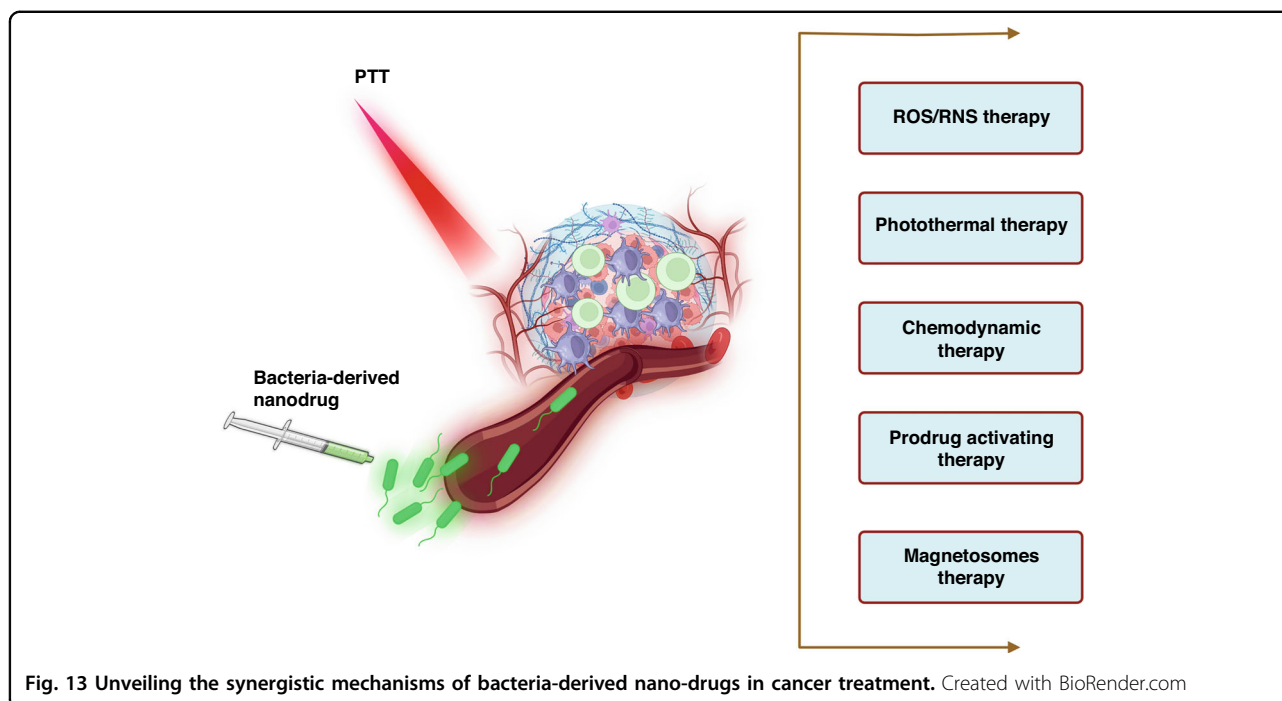 PTT
Bacteria-derived
nanodrug
ROS/RNS therapy
Photothermal therapy
Chemodynamic
therapy
Prodrug activating
therapy
Magnetosomes
therapy
Fig. 13 Unveiling the synergistic mechanisms of bacteria-derived nano-drugs in cancer treatment. Created with BioRender.com